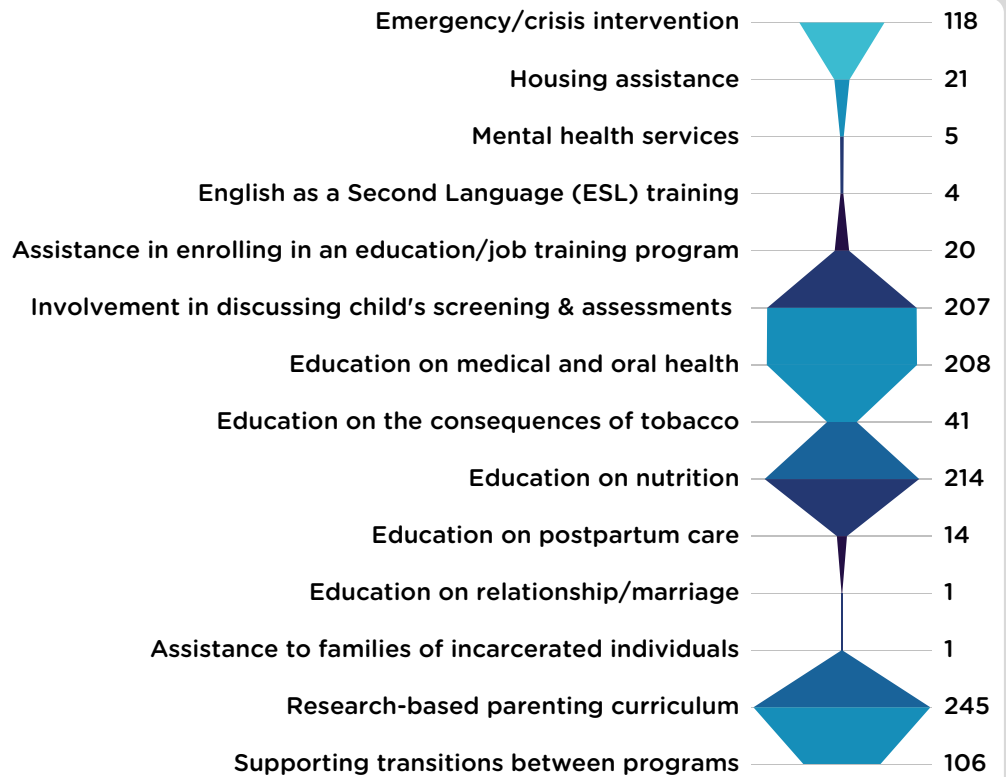 Emergency/crisis intervention 118
Housing assistance 21
Mental health services 5
English as a Second Language (ESL) training 4
Assistance in enrolling in an education/job training program 20
Involvement in discussing child's screening & assessments 207
Education on medical and oral health 208
Education on the consequences of tobacco 41
Education on nutrition 214
Education on postpartum care 14
Education on relationship/marriage 1
Assistance to families of incarcerated individuals 1
Research-based parenting curriculum 245
Supporting transitions between programs 106